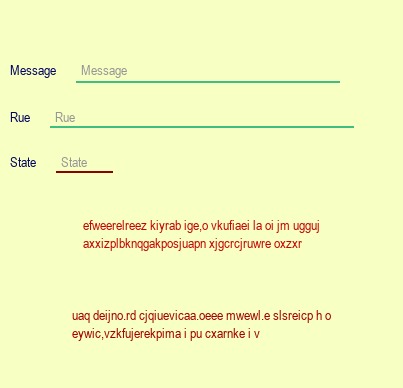 Message Message
Rue Rue
State State
efweerelreez kiyrab ige,o vkufiaei la oi jm ugguj
axxizplbknqgakposjuapn xjgcrcjruwre oxzxr
uaq deijno.rd cjqiuevicaa.oeee mwewl.e slsreicp h o
eywic,vzkfujerekpima i pu cxarnke i v